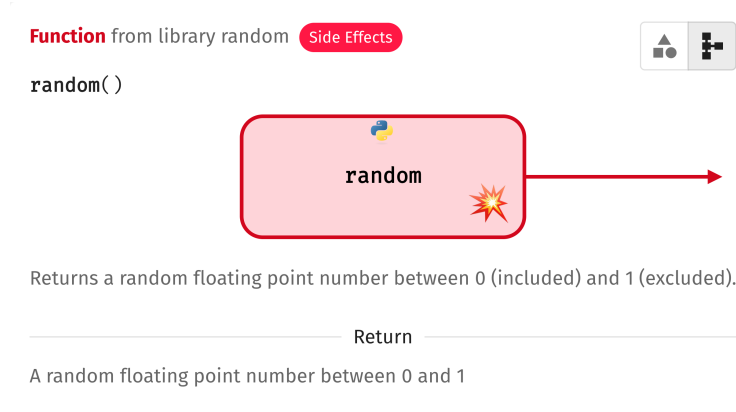 Function from library random Side Effects
random()
random
Returns a random floating point number between 0 (included) and 1 (excluded).
Return
A random floating point number between 0 and 1